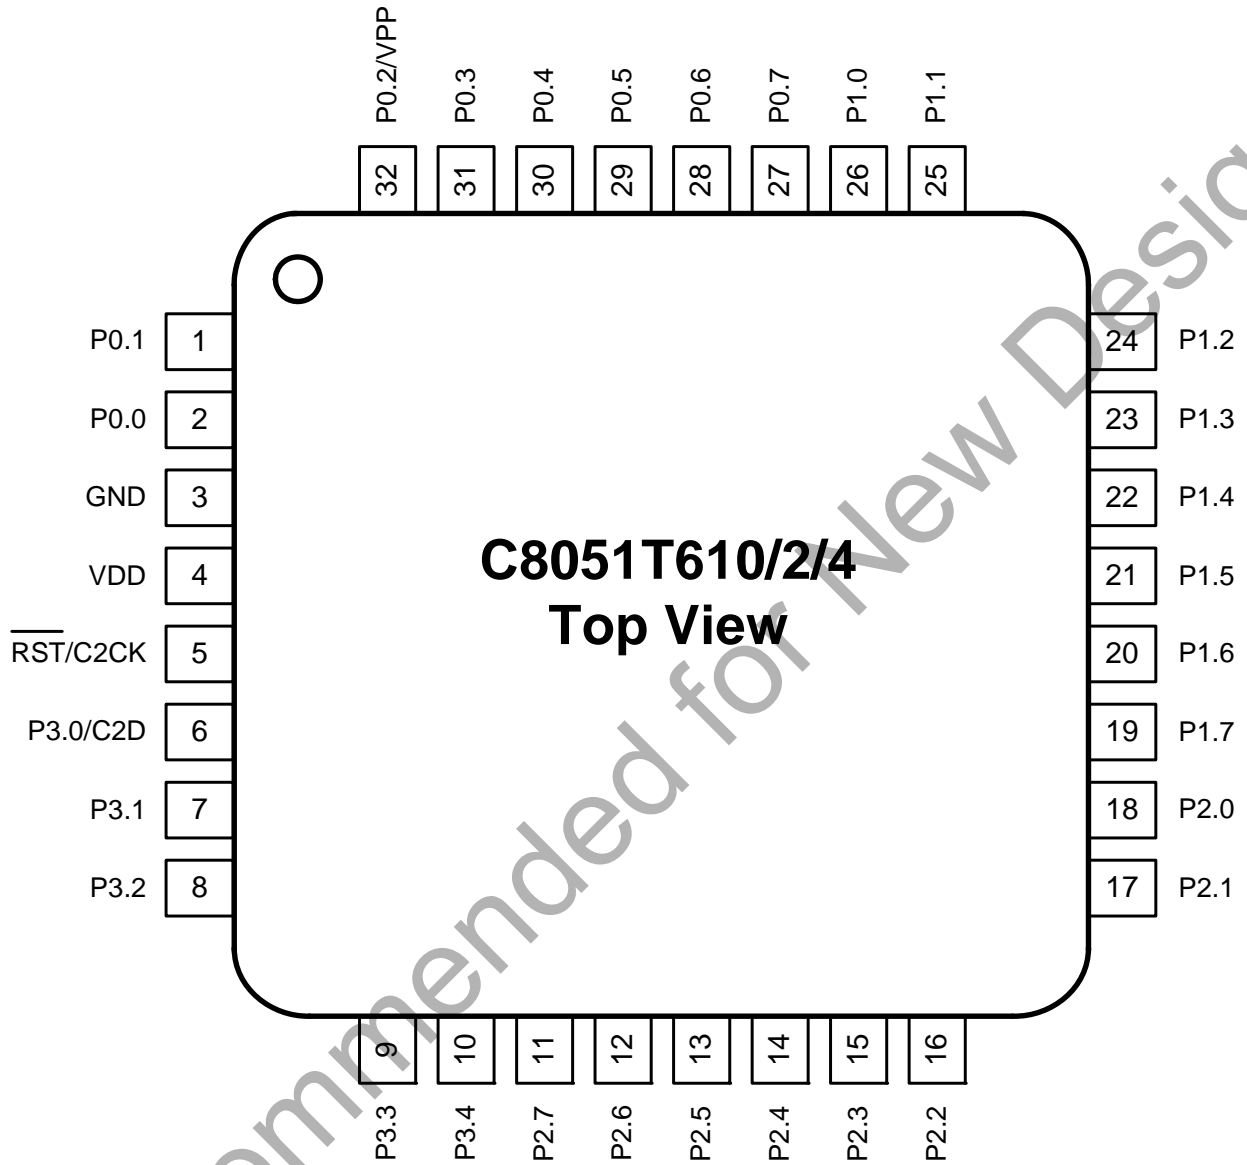 P0.2/VPP
P0.3
P0.4
P0.5
P0.6
P0.7
P1.0
P1.1
32
31
30
29
28
27
26
25
P0.1 1
P0.0 2
GND 3
VDD 4
RST/C2CK 5
P3.0/C2D 6
P3.1 7
P3.2 8
C8051T610/2/4
Top View
24 P1.2
23 P1.3
22 P1.4
21 P1.5
20 P1.6
19 P1.7
18 P2.0
17 P2.1
9
10
11
12
13
14
15
16
P3.3
P3.4
P2.7
P2.6
P2.5
P2.4
P2.3
P2.2
ommended for New Desig